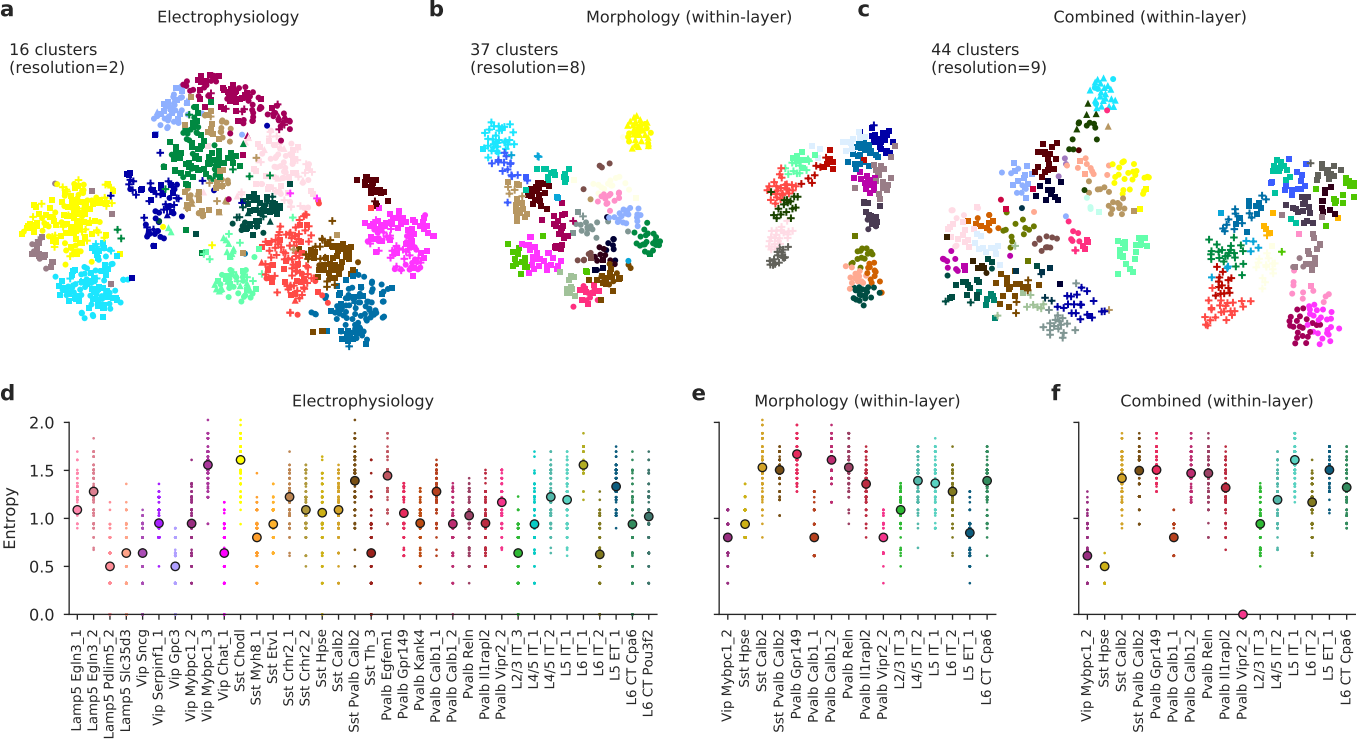 a
Electrophysiology
16 clusters
(resolution=2)
b
Morphology (within-layer)
37 clusters
(resolution=8)
c
Combined (within-layer)
44 clusters
(resolution=9)
d
Electrophysiology
Entropy
2.0
1.5
1.0
0.5
0.0
Lamp5 Egln3_1
Lamp5 Egln3_2
Lamp5 Pdlim5_2
Lamp5 Slc35d3
Vip Sncg
Vip Serpinf1_1
Vip Gpc3
Vip Mybpc1_2
Vip Mybpc1_3
Vip Chat_1
Sst Chodl
Sst Myh8_1
Sst Etv1
Sst Crhr2_1
Sst Crhr2_2
Sst Hpse
Sst Calb2
Sst Pvalb Calb2
Sst Th_3
Pvalb Egfem1
Pvalb Gpr149
Pvalb Kank4
Pvalb Calb1_1
Pvalb Calb1_2
Pvalb Reln
Pvalb Il1rapl2
Pvalb Vipr2_2
L2/3 IT_3
L4/5 IT_1
L4/5 IT_2
L5 IT_1
L6 IT_1
L6 IT_2
L5 ET_1
L6 CT Cpa6
L6 CT Pou3f2
e
Morphology (within-layer)
Vip Mybpc1_2
Sst Hpse
Sst Calb2
Sst Pvalb Calb2
Pvalb Gpr149
Pvalb Calb1_1
Pvalb Calb1_2
Pvalb Reln
Pvalb Il1rapl2
Pvalb Vipr2_2
L2/3 IT_3
L4/5 IT_2
L5 IT_1
L6 IT_2
L5 ET_1
L6 CT Cpa6
f
Combined (within-layer)
Vip Mybpc1_2
Sst Hpse
Sst Calb2
Sst Pvalb Calb2
Pvalb Gpr149
Pvalb Calb1_1
Pvalb Calb1_2
Pvalb Reln
Pvalb Il1rapl2
Pvalb Vipr2_2
L2/3 IT_3
L4/5 IT_2
L5 IT_1
L6 IT_2
L5 ET_1
L6 CT Cpa6